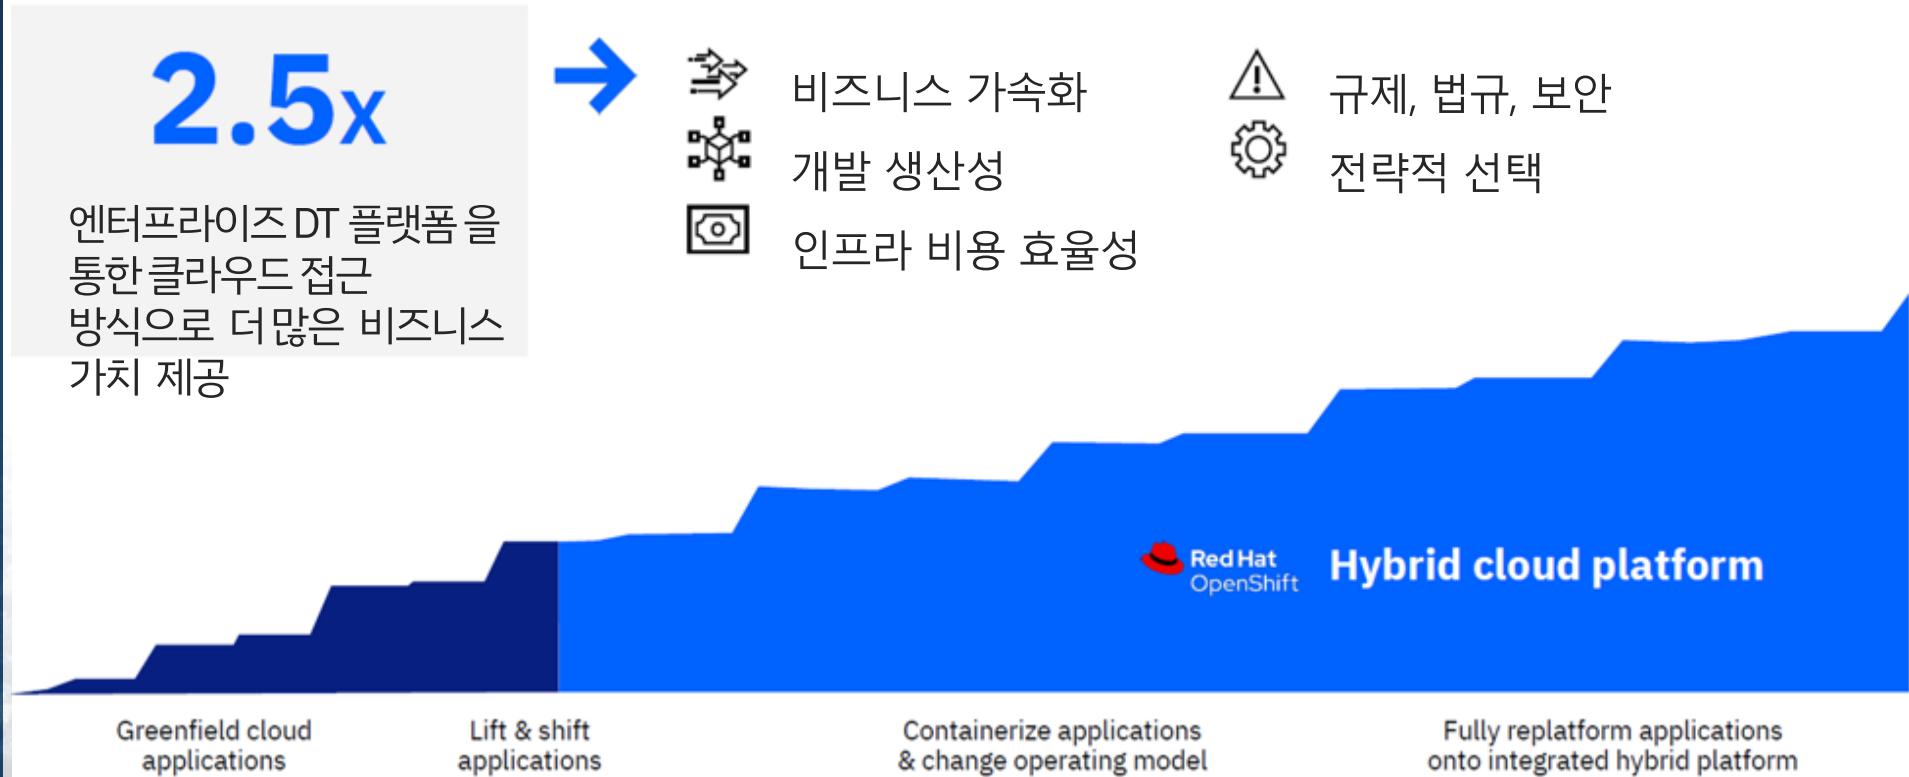 2.5x
엔터프라이즈 DT 플랫폼 을
통한 클라우드 접근
방식으로 더 많은 비즈니스
가치 제공
비즈니스 가속화
개발 생산성
인프라 비용 효율성
규제, 법규, 보안
전략적 선택
Red Hat
OpenShift
Hybrid cloud platform
Greenfield cloud
applications
Lift & shift
applications
Containerize applications
& change operating model
Fully replatform applications
onto integrated hybrid platform